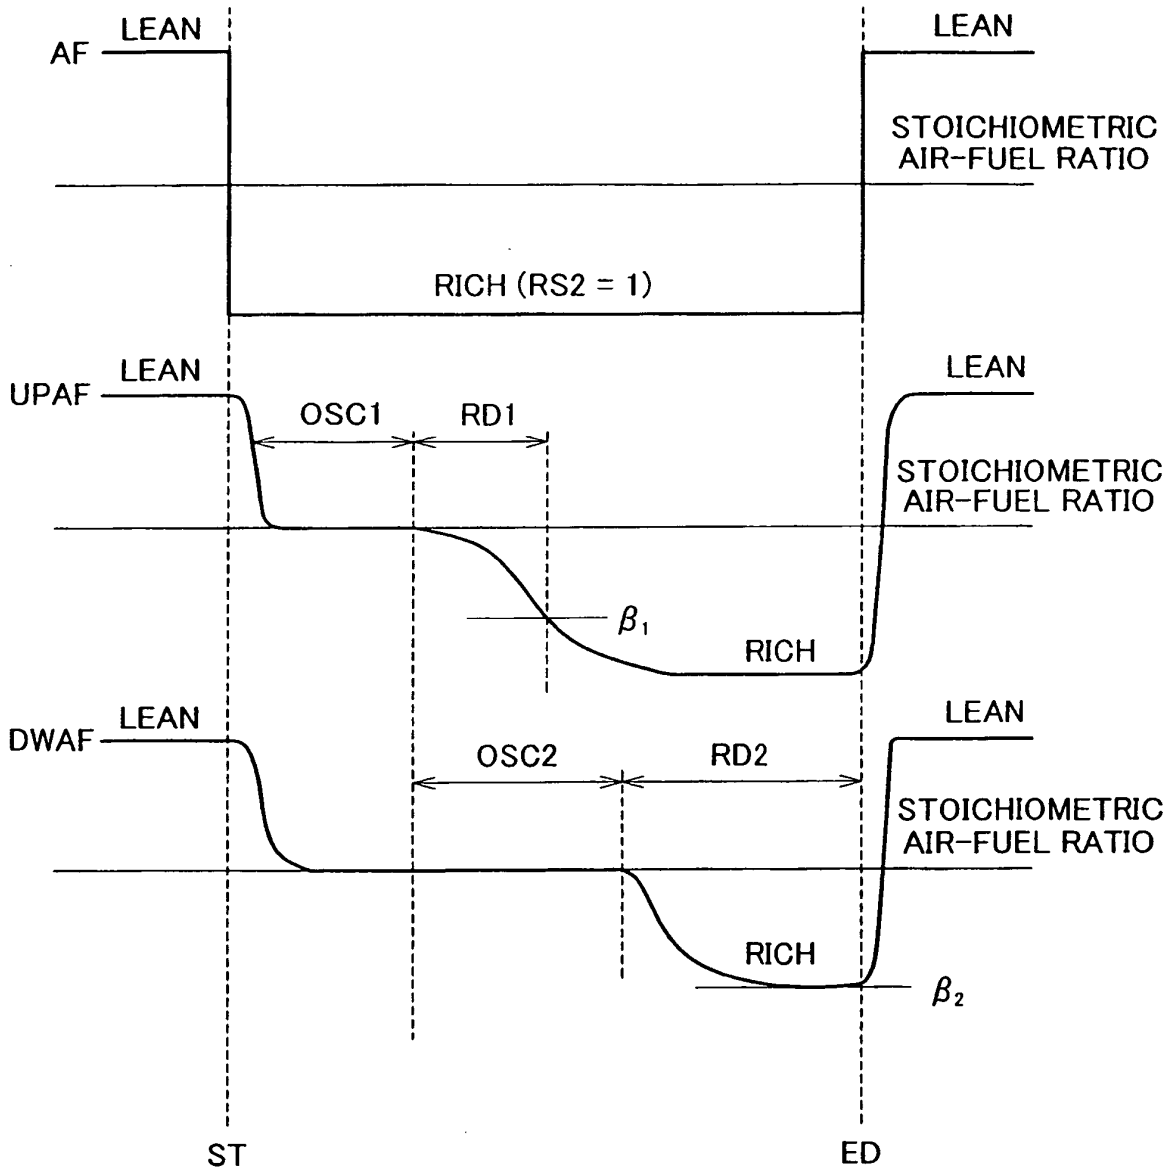 LEAN
LEAN
AF
STOICHIOMETRIC
AIR-FUEL RATIO
RICH (RS2 = 1)
LEAN
LEAN
UPAF
OSC1
RD1
STOICHIOMETRIC
AIR-FUEL RATIO
β1
RICH
LEAN
LEAN
DWAF
OSC2
RD2
STOICHIOMETRIC
AIR-FUEL RATIO
RICH
β2
ST
ED